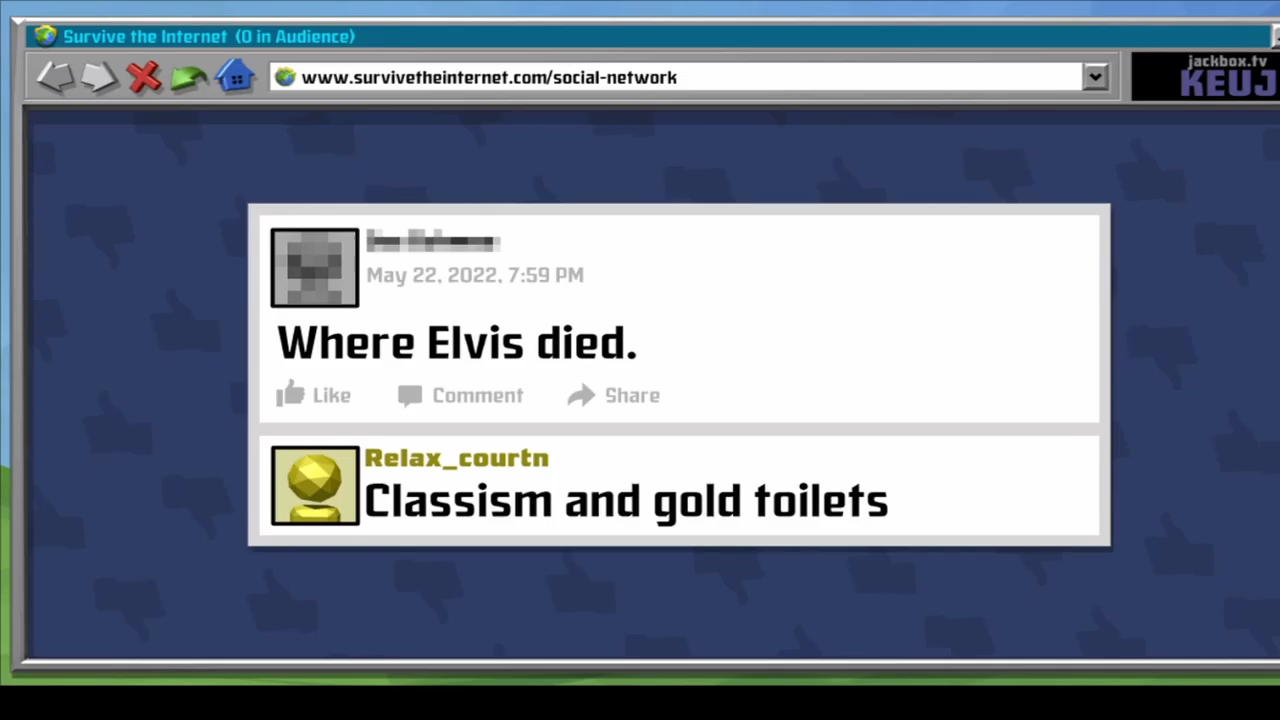 Survive the Internet (0 in Audience)
www.survivetheinternet.com/social-network
jackbox.tv
KEUJ
May 22, 2022, 7:59 PM
Where Elvis died.
Like Comment Share
Relax_courtn
Classism and gold toilets